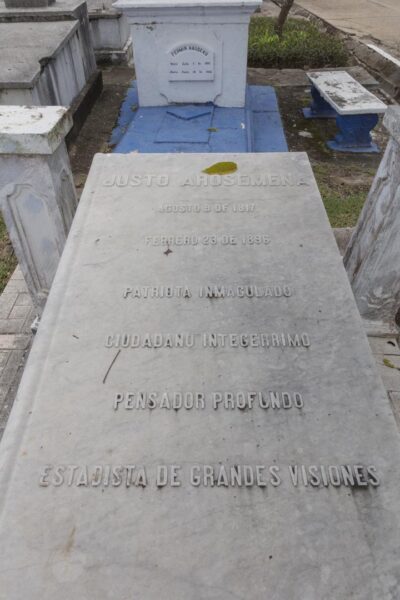 JUSTO AROSEMENA
AGOSTO 8 DE 1817
FEBRERO 23 DE 1896
PATRIOTA INMACULADO
CIUDADANO INTEGERRIMO
PENSADOR PROFUNDO
ESTADISTA DE GRANDES VISIONES